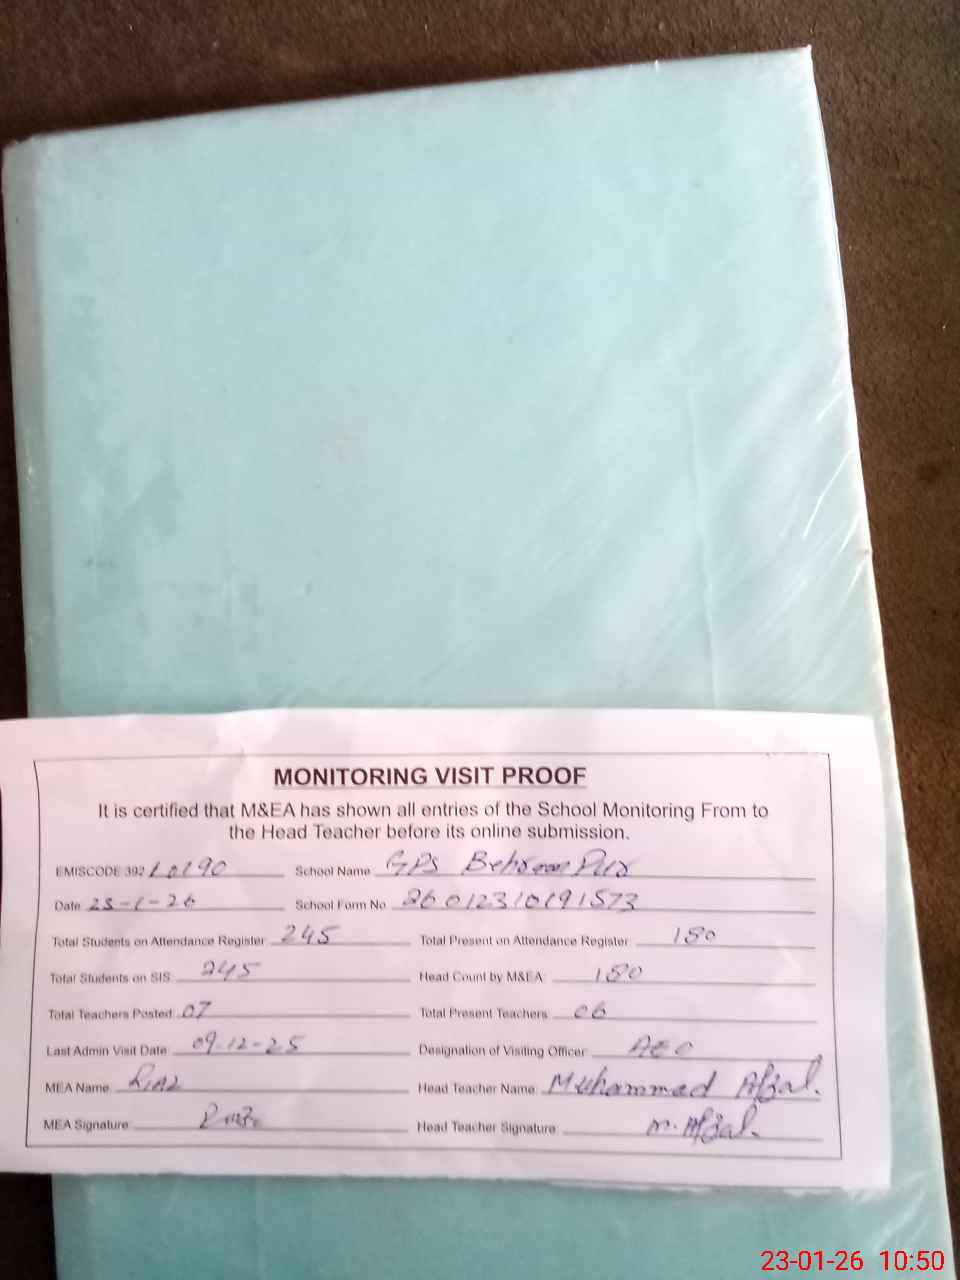 MONITORING VISIT PROOF
It is certified that M&EA has shown all entries of the School Monitoring From to
the Head Teacher before its online submission.
EMISCODE 392 10190 School Name GPS Behram Pur
Date 23-1-26 School Form No. 26012310191573
Total Students on Attendance Register 245 Total Present on Attendance Register 180
Total Students on SIS 245 Head Count by M&EA 180
Total Teachers Posted 07 Total Present Teachers 06
Last Admin Visit Date 09-12-25 Designation of Visiting Officer AEO
MEA Name Riaz Head Teacher Name Muhammad Afzal.
MEA Signature Head Teacher Signature M. Afzal.
23-01-26 10:50